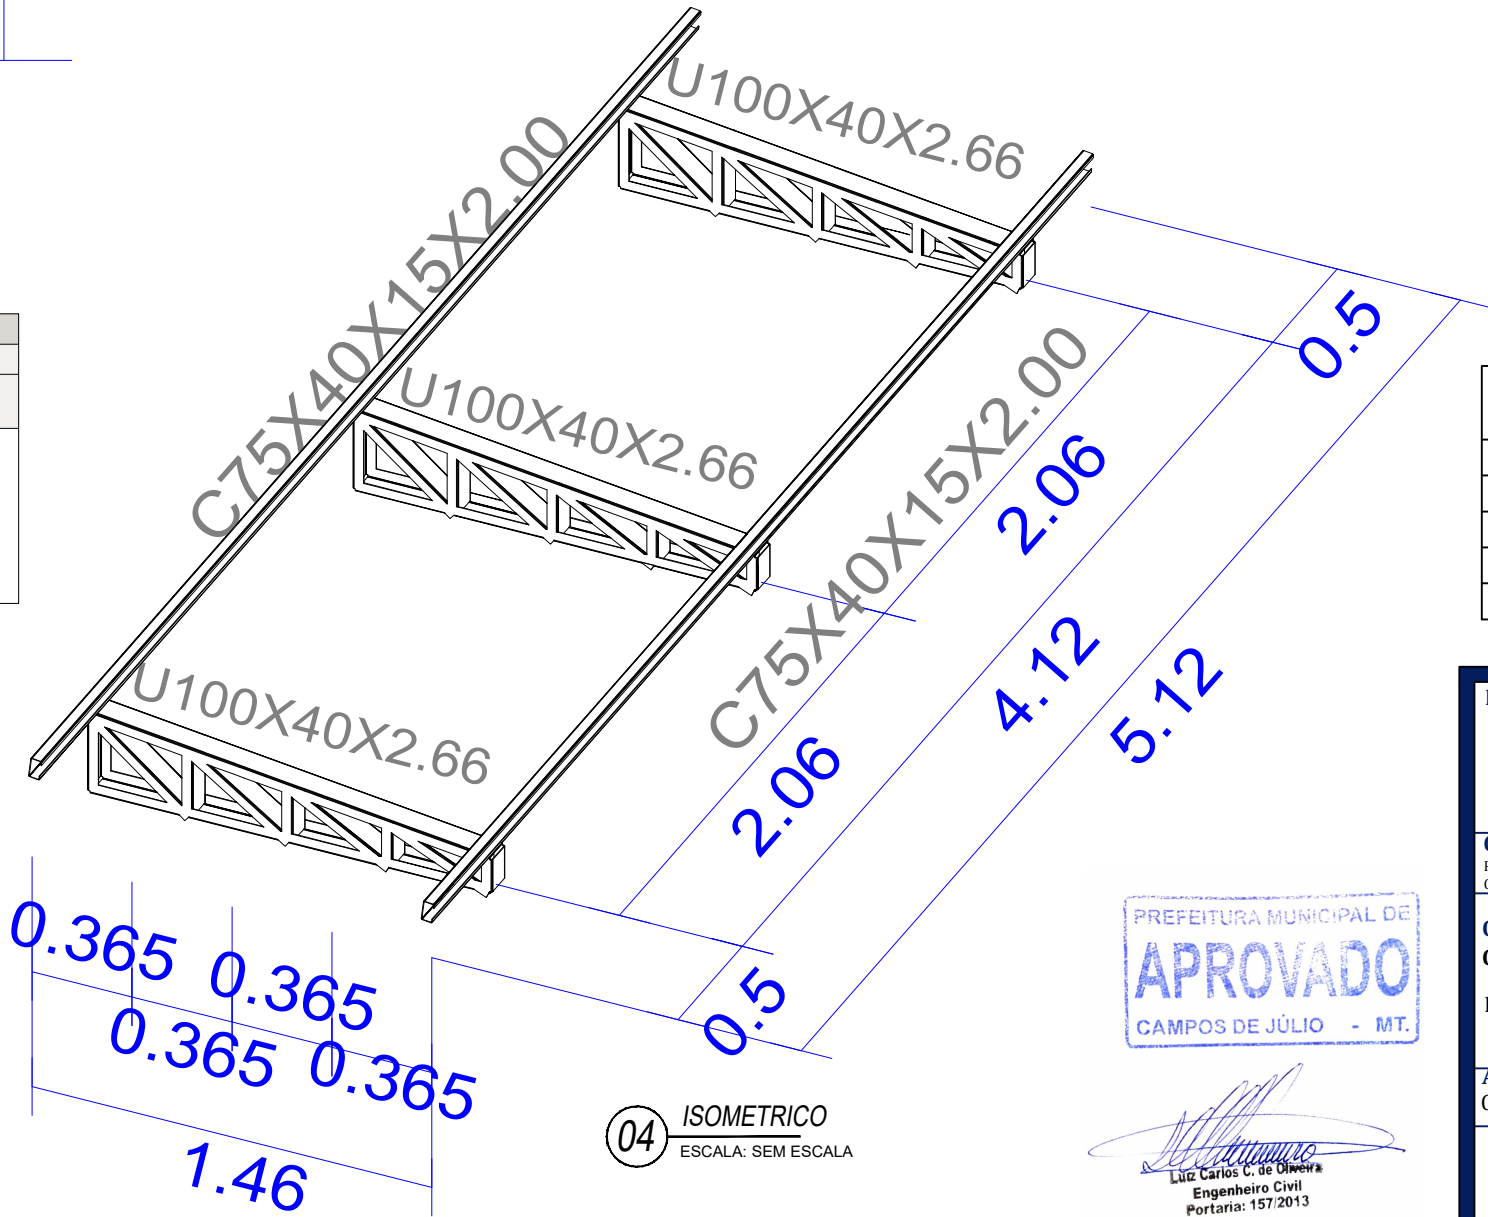 U100X40X2.66
C75X40X15X2.00
U100X40X2.66
C75X40X15X2.00
U100X40X2.66
0.5
2.06
4.12
5.12
2.06
0.5
0.365
0.365
0.365
0.365
1.46
04
ISOMETRICO
ESCALA: SEM ESCALA
PREFEITURA MUNICIPAL DE
APROVADO
CAMPOS DE JÚLIO - MT.
Luiz Carlos C. de Oliveira
Engenheiro Civil
Portaria: 157/2013